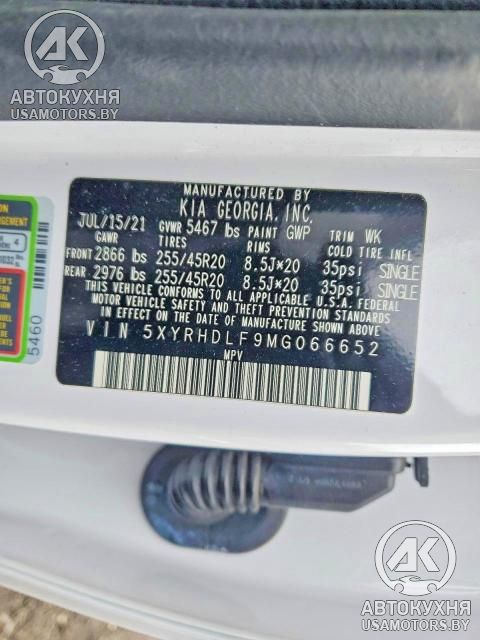 АК
АВТОКУХНЯ
USAMOTORS.BY
MANUFACTURED BY
KIA GEORGIA, INC.
JUL/15/21 GVWR 5467 lbs PAINT GWP TRIM WK
GAWR TIRES RIMS COLD TIRE INFL
FRONT 2866 lbs 255/45R20 8.5J×20 35psi SINGLE
REAR 2976 lbs 255/45R20 8.5J×20 35psi SINGLE
THIS VEHICLE CONFORMS TO ALL APPLICABLE U.S.A. FEDERAL
MOTOR VEHICLE SAFETY AND THEFT PREVENTION STANDARDS
IN EFFECT ON THE DATE OF MANUFACTURE SHOWN ABOVE.
VIN 5XYRHDLF9MG066652
MPV
4
5460
АК
АВТОКУХНЯ
USAMOTORS.BY